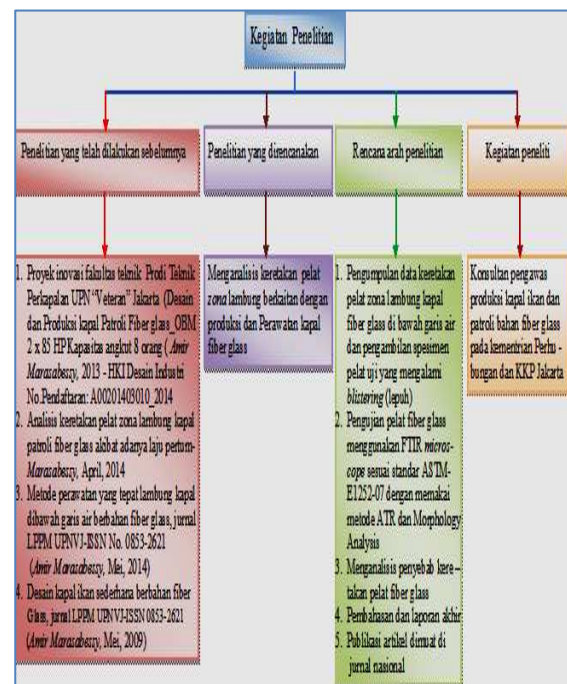 Kegiatan Penelitian
Penelitian yang telah dilakukan sebelumnya
Penelitian yang direncanakan
Rencana arah penelitian
Kegiatan peneliti
1. Proyek inovasi fakultas teknik Prodi Teknik
Perkapalan UPN "Veteran" Jakarta (Desain
dan Produksi kapal Patroli Fiber glass_OBM
2 x 85 HP Kapasitas angkut 8 orang ( Amir
Marasabessy, 2013 - HKI Desain Industri
No.Pendaftaran: A00201403010_2014
2. Analisis keretakan pelat zona lambung kapal
patroli fiber glass akibat adanya laju pertum-
Marasabessy, April, 2014
3. Metode perawatan yang tepat lambung kapal
dibawah garis air berbahan fiber glass, jurnal
LPPM UPNVJ-ISSN No. 0853-2621
(Amir Marasabessy, Mei, 2014)
4. Desain kapal ikan sederhana berbahan fiber
Glass, jurnal LPPM UPNVJ-ISSN 0853-2621
(Amir Marasabessy, Mei, 2009)
Menganalisis keretakan pelat
zona lambung berkaitan dengan
produksi dan Perawatan kapal
fiber glass
1. Pengumpulan data keretakan
pelat zona lambung kapal
fiber glass di bawah garis air
dan pengambilan spesimen
pelat uji yang mengalami
blistering (lepuh)
2. Pengujian pelat fiber glass
menggunakan FTIR micros-
cope sesuai standar ASTM-
E1252-07 dengan memakai
metode ATR dan Morphology
Analysis
3. Menganalisis penyebab kere –
takan pelat fiber glass
4. Pembahasan dan laporan akhir
5. Publikasi artikel dimuat di
jurnal nasional
Konsultan pengawas
produksi kapal ikan dan
patroli bahan fiber glass
pada kementrian Perhu -
bungan dan KKP Jakarta